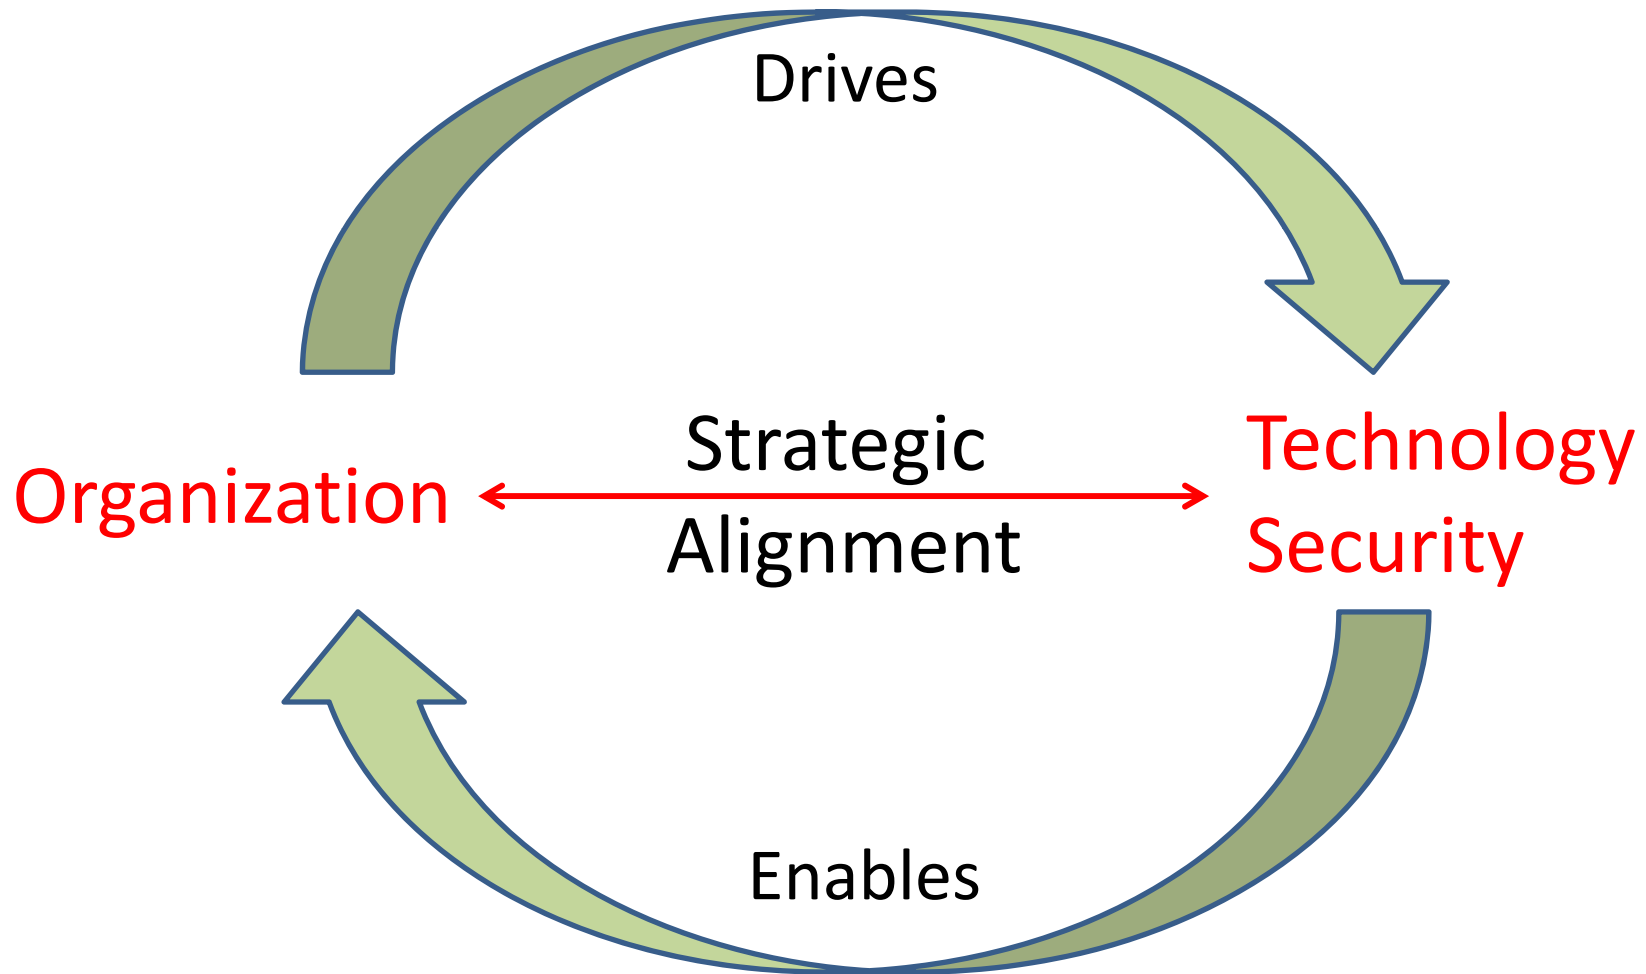 Drives
Strategic
Alignment
Organization
Technology
Security
Enables